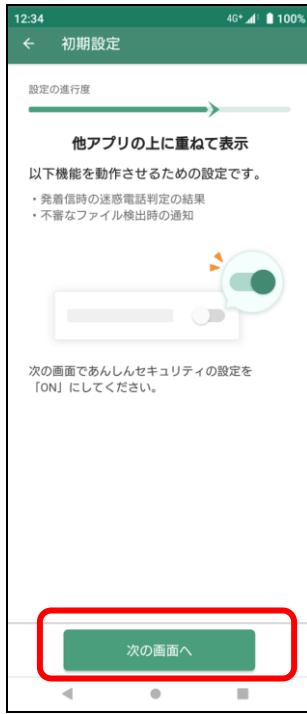 12:34 4G+ 100%
初期設定
設定の進行度
他アプリの上に重ねて表示
以下機能を動作させるための設定です。
・発着信時の迷惑電話判定の結果
・不審なファイル検出時の通知
次の画面であんしんセキュリティの設定を
「ON」にしてください。
次の画面へ